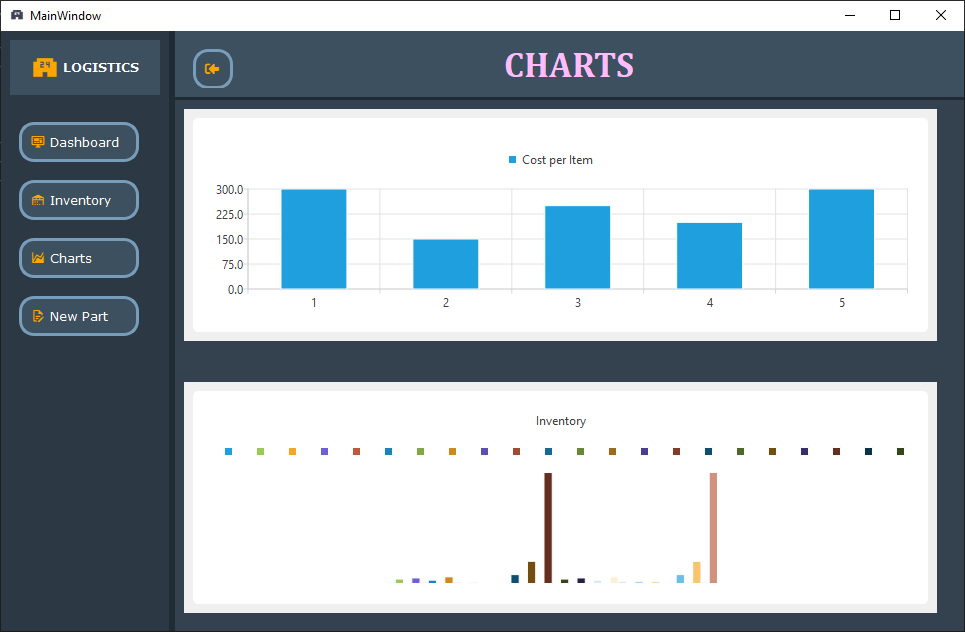 MainWindow
LOGISTICS
CHARTS
Dashboard
Inventory
Charts
New Part
Cost per Item
300.0
225.0
150.0
75.0
0.0
1 2 3 4 5
Inventory